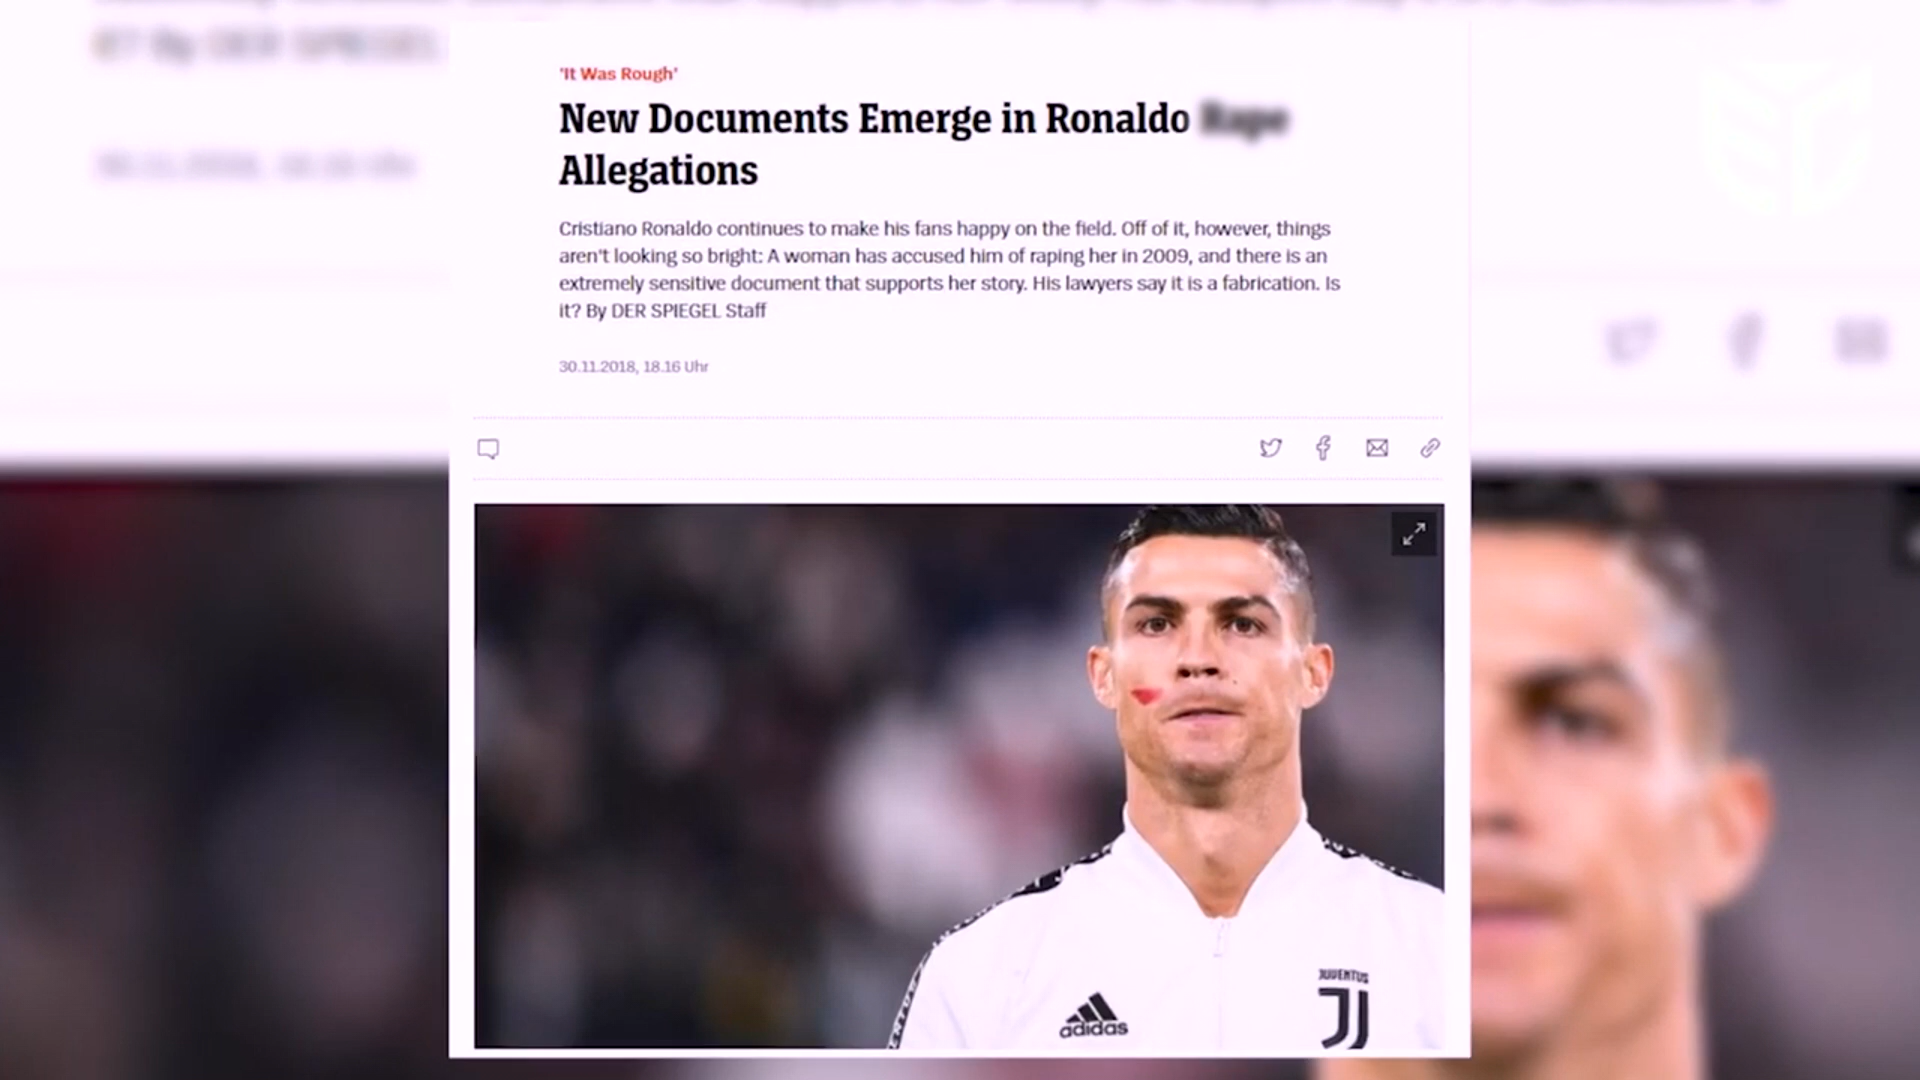 'It Was Rough'
New Documents Emerge in Ronaldo Rape
Allegations
Cristiano Ronaldo continues to make his fans happy on the field. Off of it, however, things
aren't looking so bright: A woman has accused him of raping her in 2009, and there is an
extremely sensitive document that supports her story. His lawyers say it is a fabrication. Is
it? By DER SPIEGEL Staff
30.11.2018, 18.16 Uhr
JUVENTUS
adidas